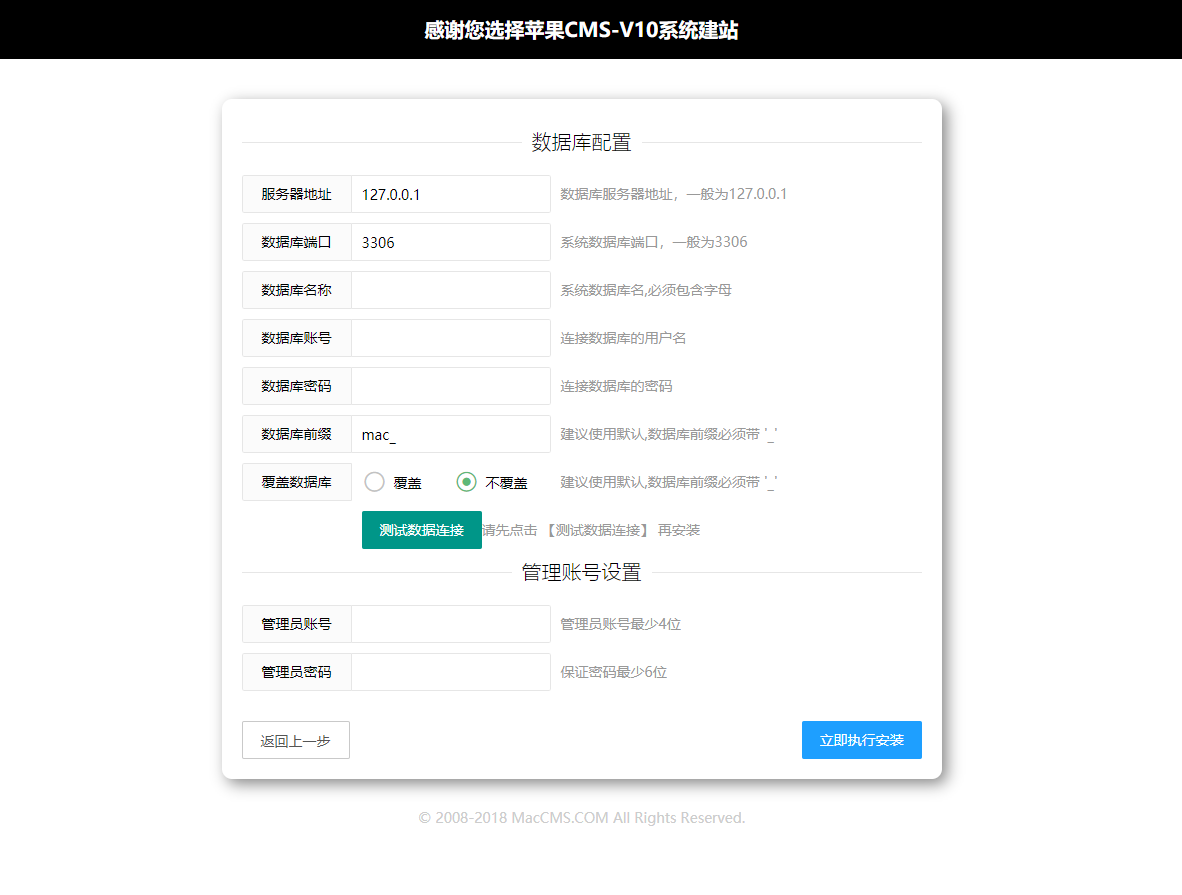 感谢您选择苹果CMS-V10系统建站
数据库配置
服务器地址 127.0.0.1 数据库服务器地址，一般为127.0.0.1
数据库端口 3306 系统数据库端口，一般为3306
数据库名称 系统数据库名,必须包含字母
数据库账号 连接数据库的用户名
数据库密码 连接数据库的密码
数据库前缀 mac_ 建议使用默认,数据库前缀必须带 '_'
覆盖数据库 覆盖 不覆盖 建议使用默认,数据库前缀必须带 '_'
测试数据连接 请先点击 【测试数据连接】 再安装
管理账号设置
管理员账号 管理员账号最少4位
管理员密码 保证密码最少6位
返回上一步 立即执行安装
© 2008-2018 MacCMS.COM All Rights Reserved.